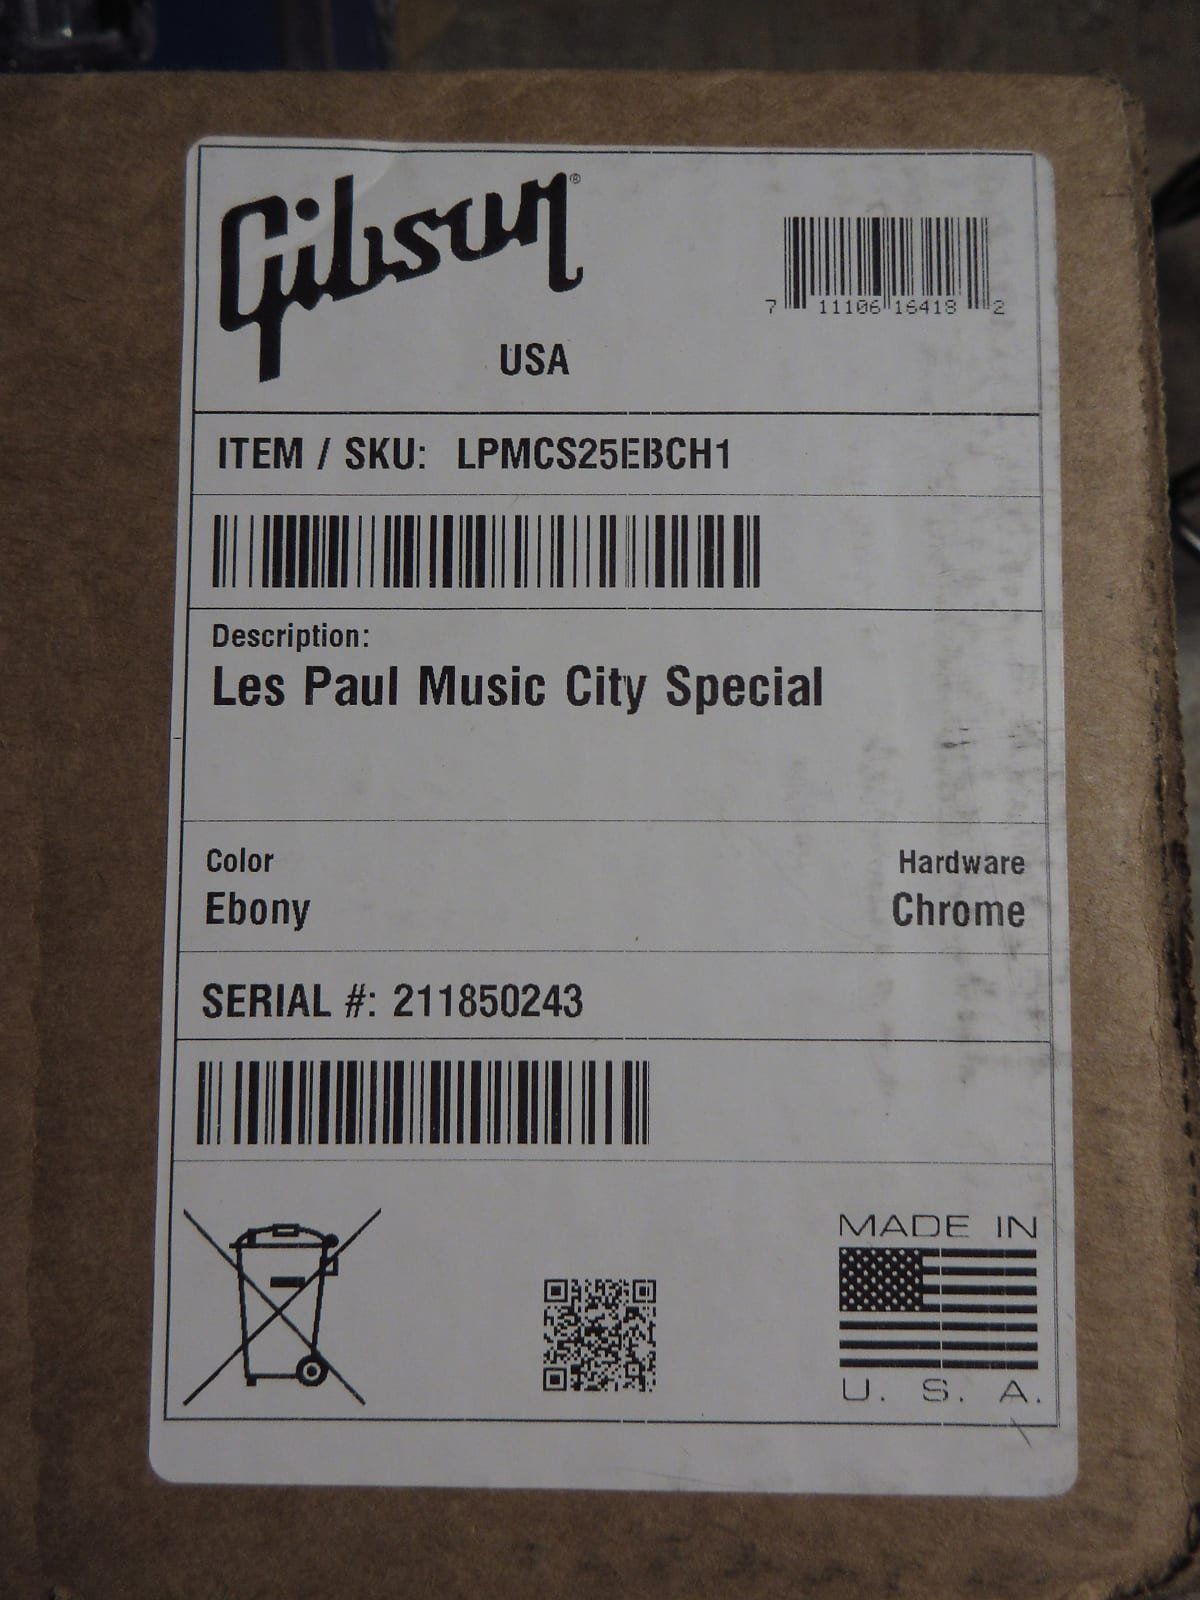 Gibson®
USA
7 11106 16418 2
ITEM / SKU: LPMCS25EBCH1
Description:
Les Paul Music City Special
Color
Ebony
Hardware
Chrome
SERIAL #: 211850243
MADE IN
U. S. A.